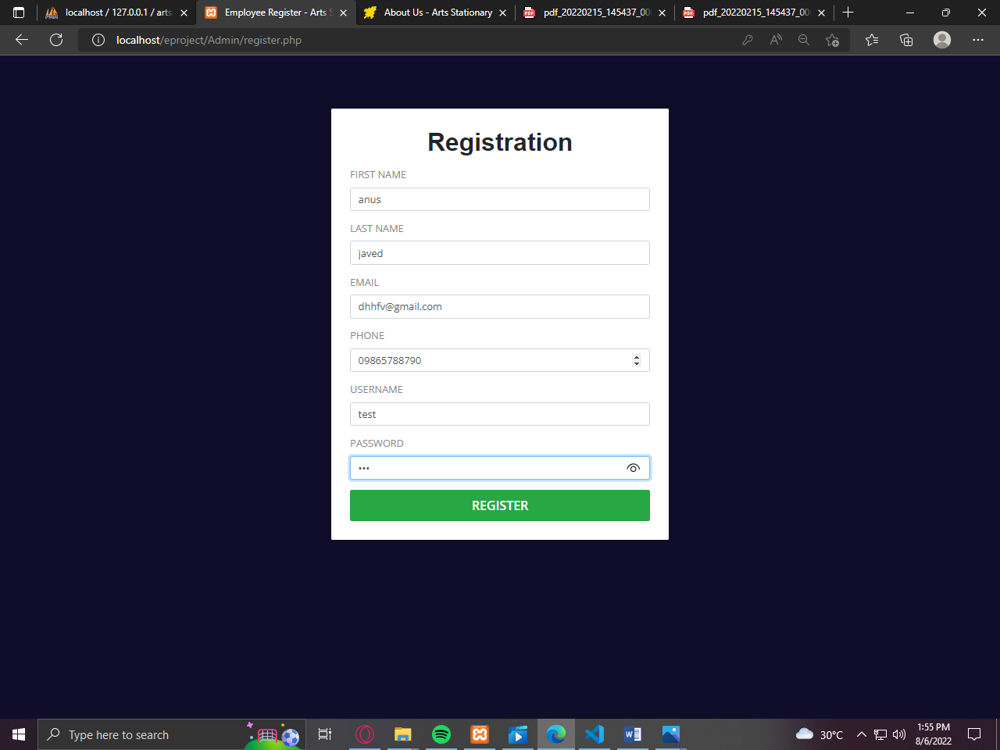 localhost / 127.0.0.1 / arts
Employee Register - Arts S
About Us - Arts Stationary
pdf_20220215_145437_00
pdf_20220215_145437_00
localhost/eproject/Admin/register.php
Registration
FIRST NAME
anus
LAST NAME
javed
EMAIL
dhhfv@gmail.com
PHONE
09865788790
USERNAME
test
PASSWORD
•••
REGISTER
Type here to search
30°C
1:55 PM
8/6/2022